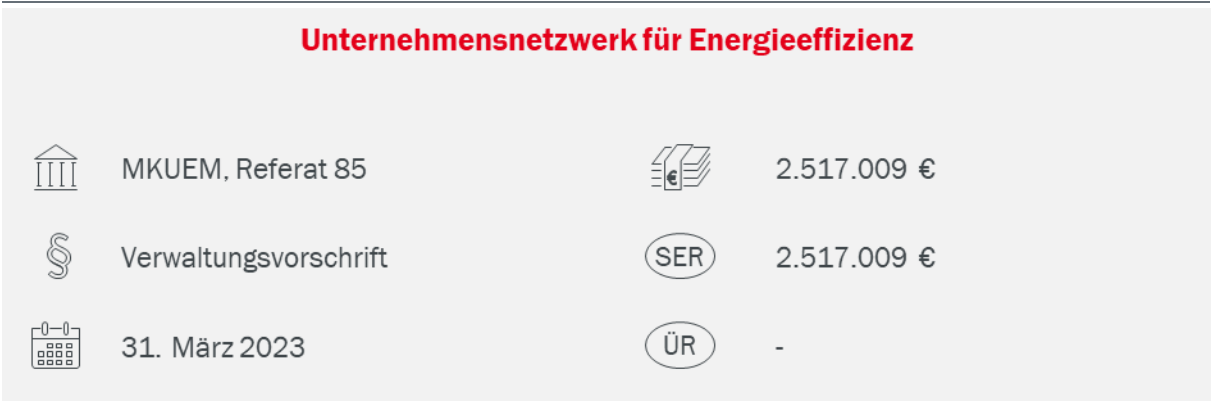 Unternehmensnetzwerk für Energieeffizienz
MKUEM, Referat 85
€
2.517.009 €
§
Verwaltungsvorschrift
SER
2.517.009 €
31. März 2023
ÜR
-